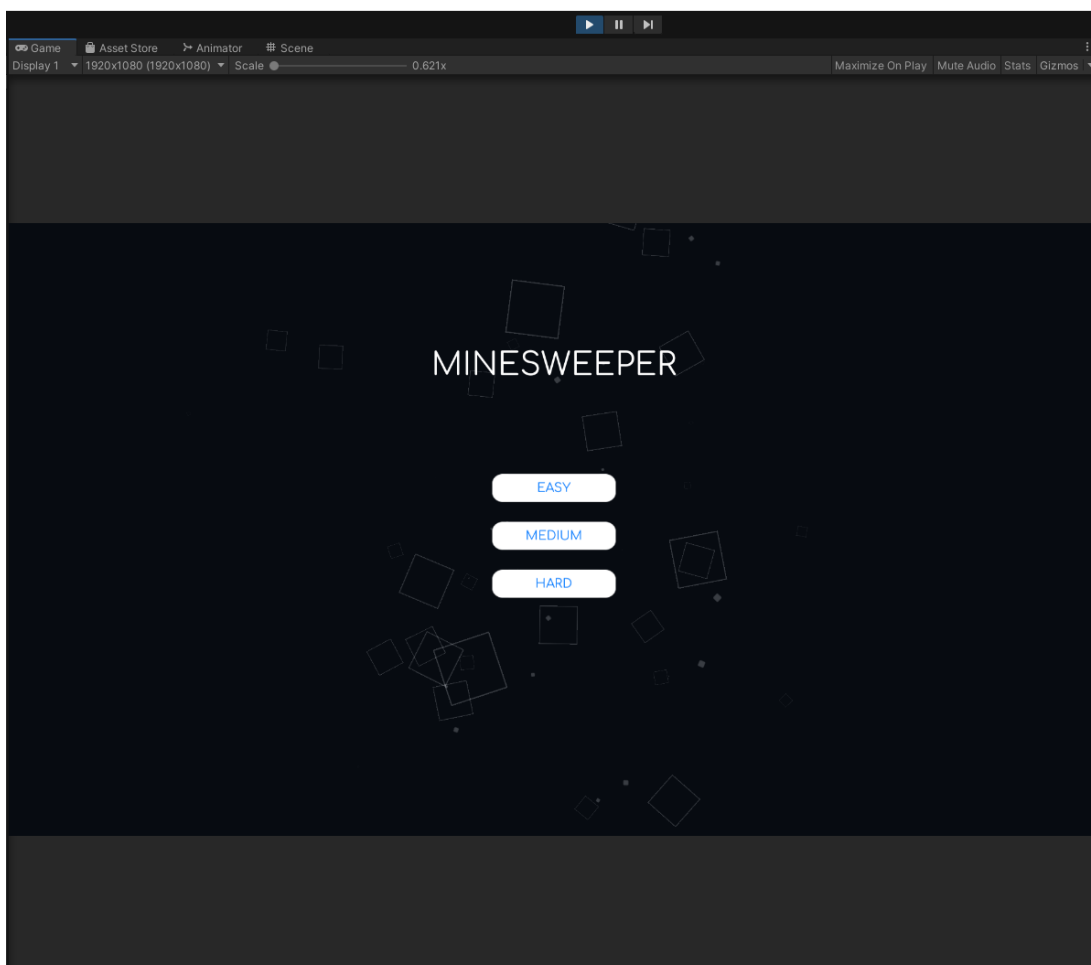 Game Asset Store Animator Scene
Display 1 1920x1080 (1920x1080) Scale 0.621x Maximize On Play Mute Audio Stats Gizmos
MINESWEEPER
EASY
MEDIUM
HARD